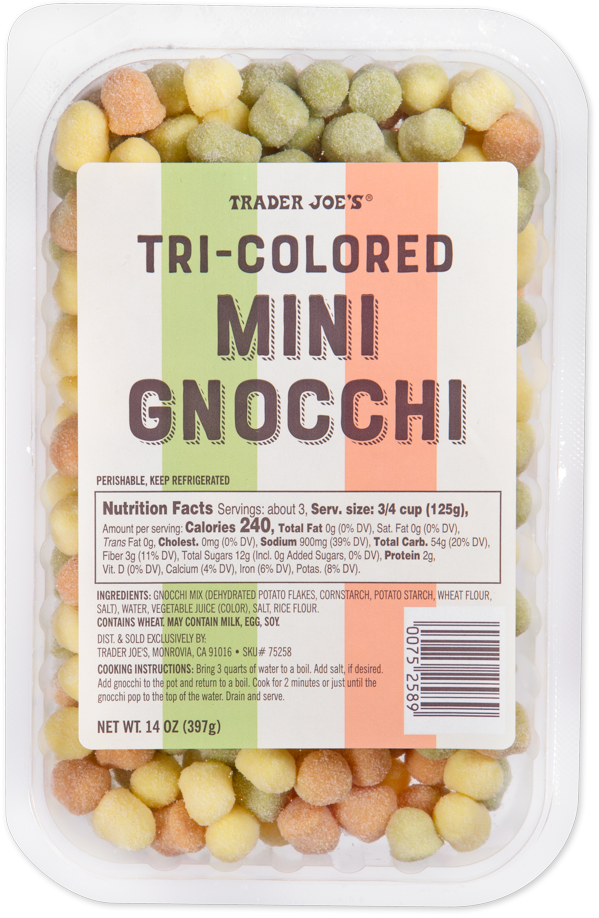 TRADER JOE'S®
TRI-COLORED
MINI
GNOCCHI
PERISHABLE, KEEP REFRIGERATED
Nutrition Facts Servings: about 3, Serv. size: 3/4 cup (125g),
Amount per serving: Calories 240, Total Fat 0g (0% DV), Sat. Fat 0g (0% DV),
Trans Fat 0g, Cholest. 0mg (0% DV), Sodium 900mg (39% DV), Total Carb. 54g (20% DV),
Fiber 3g (11% DV), Total Sugars 12g (Incl. 0g Added Sugars, 0% DV), Protein 2g,
Vit. D (0% DV), Calcium (4% DV), Iron (6% DV), Potas. (8% DV).
INGREDIENTS: GNOCCHI MIX (DEHYDRATED POTATO FLAKES, CORNSTARCH, POTATO STARCH, WHEAT FLOUR,
SALT), WATER, VEGETABLE JUICE (COLOR), SALT, RICE FLOUR.
CONTAINS WHEAT. MAY CONTAIN MILK, EGG, SOY.
DIST. & SOLD EXCLUSIVELY BY:
TRADER JOE'S, MONROVIA, CA 91016 • SKU# 75258
COOKING INSTRUCTIONS: Bring 3 quarts of water to a boil. Add salt, if desired.
Add gnocchi to the pot and return to a boil. Cook for 2 minutes or just until the
gnocchi pop to the top of the water. Drain and serve.
NET WT. 14 OZ (397g)
0075 2589